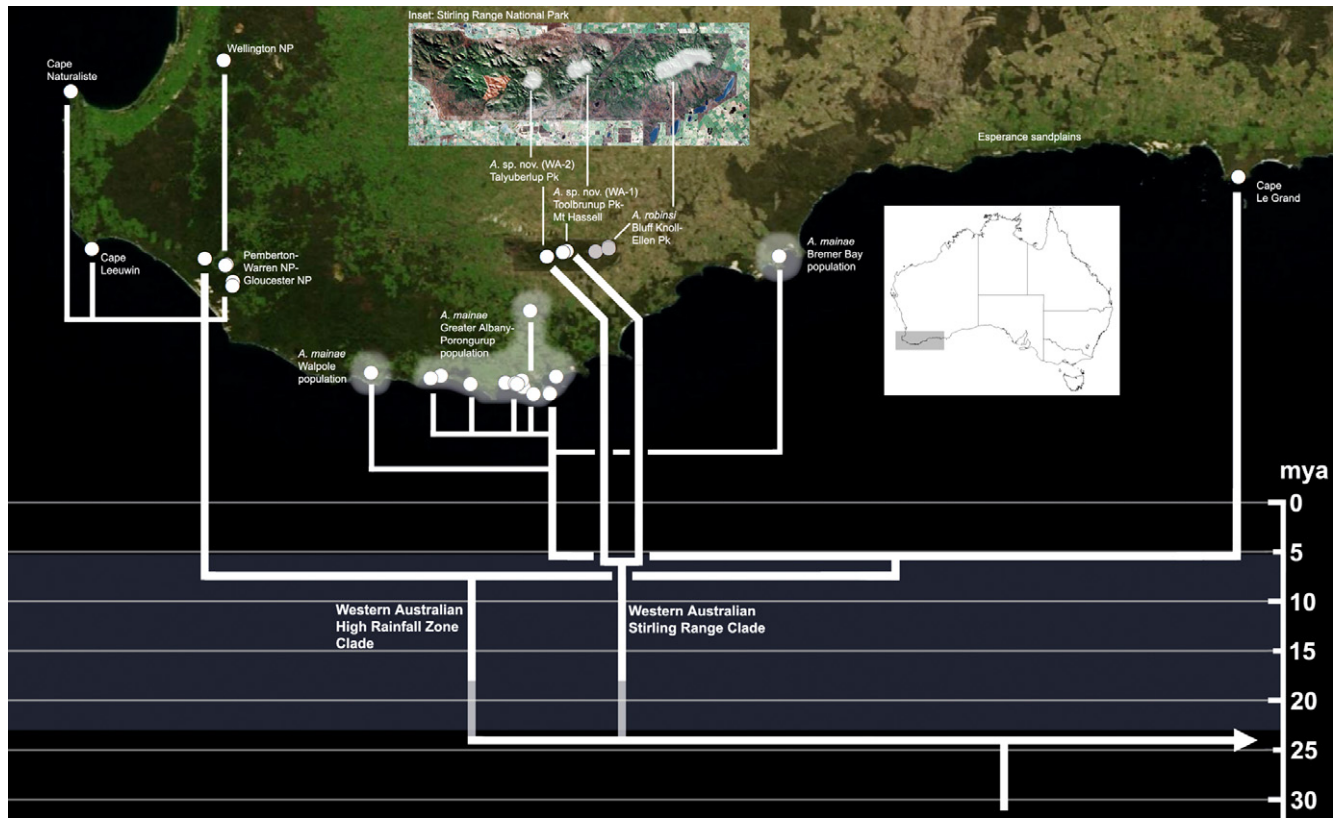 Inset: Stirling Range National Park
Wellington NP
Cape
Naturaliste
Esperance sandplains
A. sp. nov. (WA-2)
Talyuberlup Pk
A. sp. nov. (WA-1)
Toolbrunup Pk-
Mt Hassell
A. robinsi
Bluff Knoll-
Ellen Pk
Cape
Le Grand
Cape
Leeuwin
Pemberton-
Warren NP-
Gloucester NP
A. mainae
Bremer Bay
population
A. mainae
Greater Albany-
Porongurup
population
A. mainae
Walpole
population
mya
0
5
10
15
20
25
30
Western Australian
High Rainfall Zone
Clade
Western Australian
Stirling Range Clade